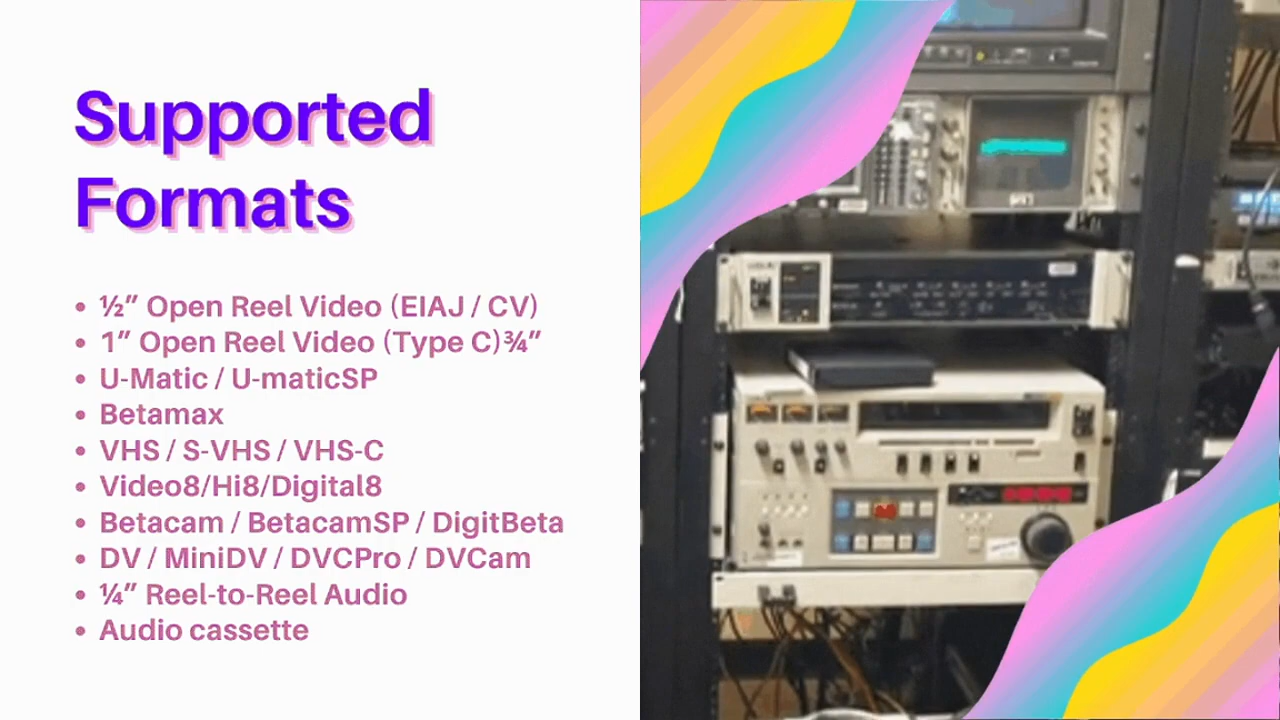 Supported
Formats
• ½” Open Reel Video (EIAJ / CV)
• 1” Open Reel Video (Type C)¾”
• U-Matic / U-maticSP
• Betamax
• VHS / S-VHS / VHS-C
• Video8/Hi8/Digital8
• Betacam / BetacamSP / DigitBeta
• DV / MiniDV / DVCPro / DVCam
• ¼” Reel-to-Reel Audio
• Audio cassette